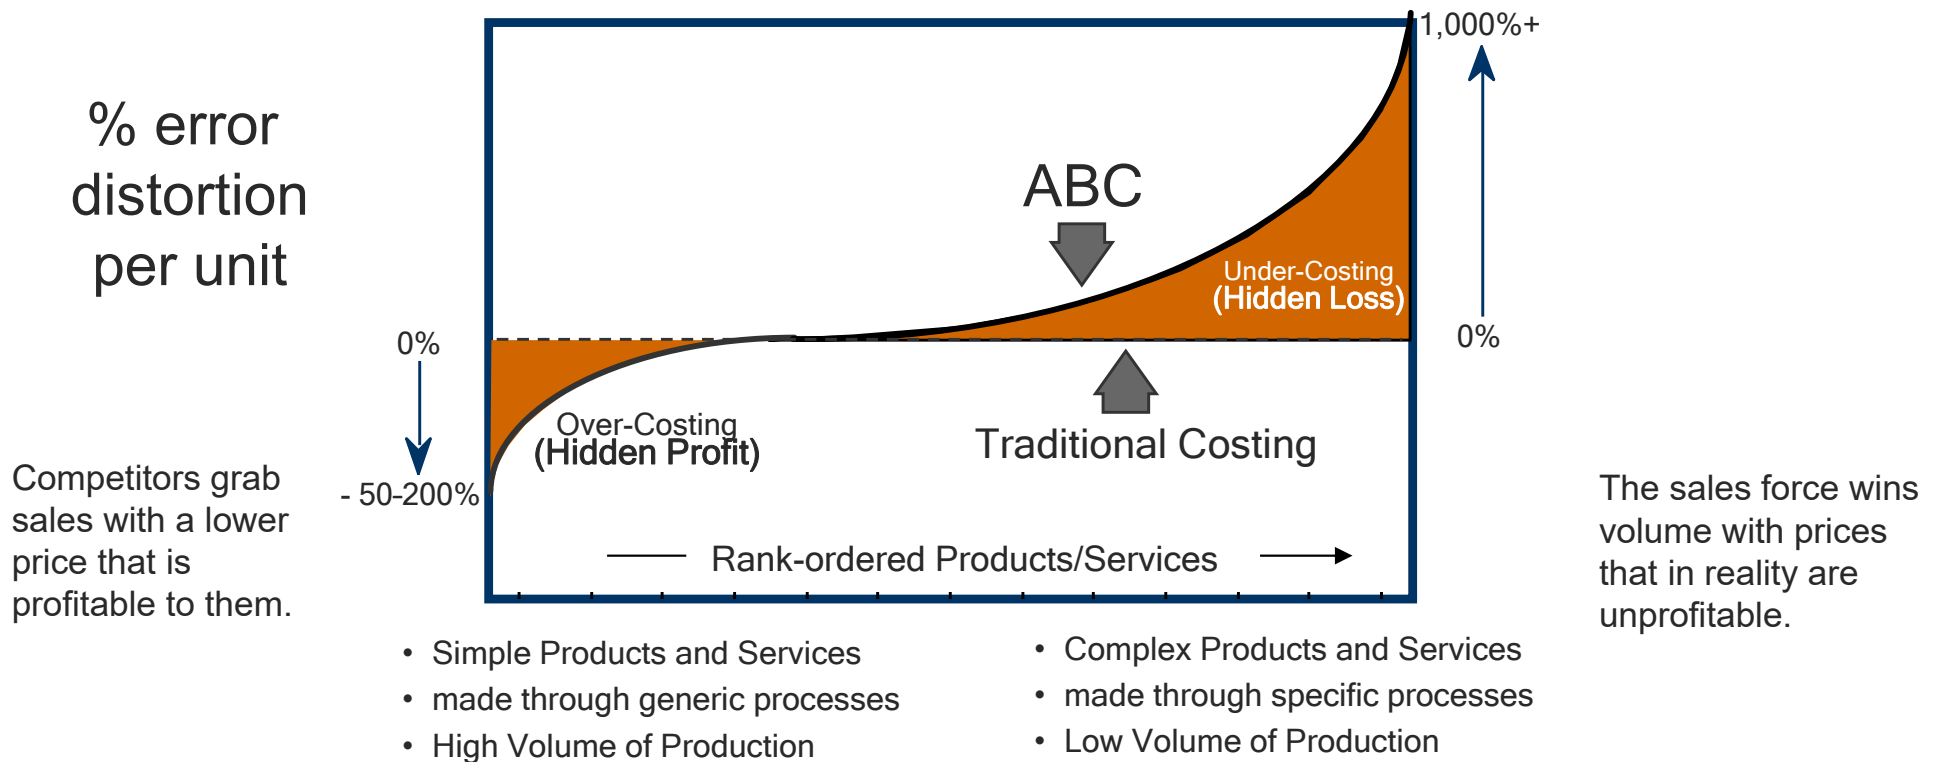 1,000%+
% error
distortion
per unit
ABC
Under-Costing
(Hidden Loss)
0%
0%
Over-Costing
(Hidden Profit)
Traditional Costing
- 50-200%
Competitors grab
sales with a lower
price that is
profitable to them.
The sales force wins
volume with prices
that in reality are
unprofitable.
Rank-ordered Products/Services
• Simple Products and Services
• made through generic processes
• High Volume of Production
• Complex Products and Services
• made through specific processes
• Low Volume of Production